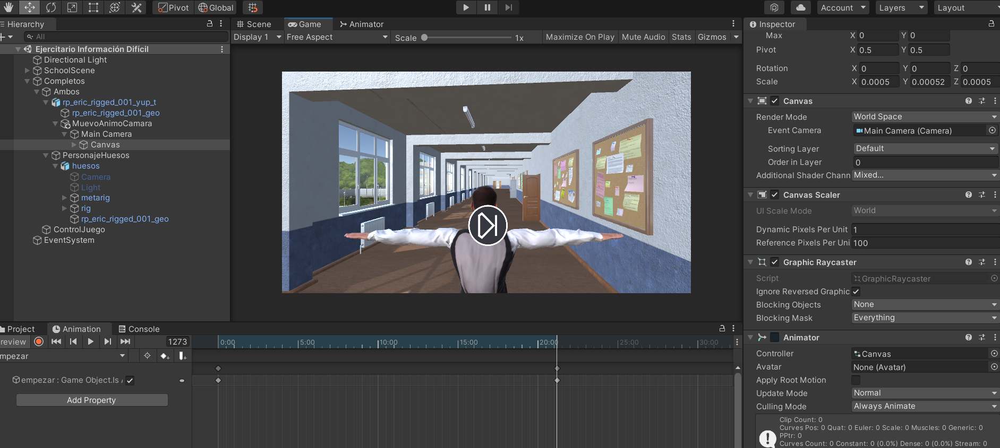 Pivot
Global
Account
Layers
Layout
Hierarchy
All
Ejercitario Información Difícil
Directional Light
SchoolScene
Completos
Ambos
rp_eric_rigged_001_yup_t
rp_eric_rigged_001_geo
MuevoAnimoCamara
Main Camera
Canvas
PersonajeHuesos
huesos
Camera
Light
metarig
rig
rp_eric_rigged_001_geo
ControlJuego
EventSystem
Scene
Game
Animator
Display 1
Free Aspect
Scale
1x
Maximize On Play
Mute Audio
Stats
Gizmos
Inspector
Max X 0 Y 0
Pivot X 0.5 Y 0.5
Rotation X 0 Y 0 Z 0
Scale X 0.0005 Y 0.00052 Z 0.0005
Canvas
Render Mode World Space
Event Camera Main Camera (Camera)
Sorting Layer Default
Order in Layer 0
Additional Shader Chann Mixed...
Canvas Scaler
UI Scale Mode World
Dynamic Pixels Per Unit 1
Reference Pixels Per Uni 100
Graphic Raycaster
Script GraphicRaycaster
Ignore Reversed Graphic
Blocking Objects None
Blocking Mask Everything
Animator
Controller Canvas
Avatar None (Avatar)
Apply Root Motion
Update Mode Normal
Culling Mode Always Animate
Clip Count: 0
Curves Pos: 0 Quat: 0 Euler: 0 Scale: 0 Muscles: 0 Generic: 0
PPtr: 0
Curves Count: 0 Constant: 0 (0.0%) Dense: 0 (0.0%) Stream: 0
Project
Animation
Console
review
1273
0:00 5:00 10:00 15:00 20:00 25:00 30:00
mpezar
empezar : Game Object.Is
Add Property